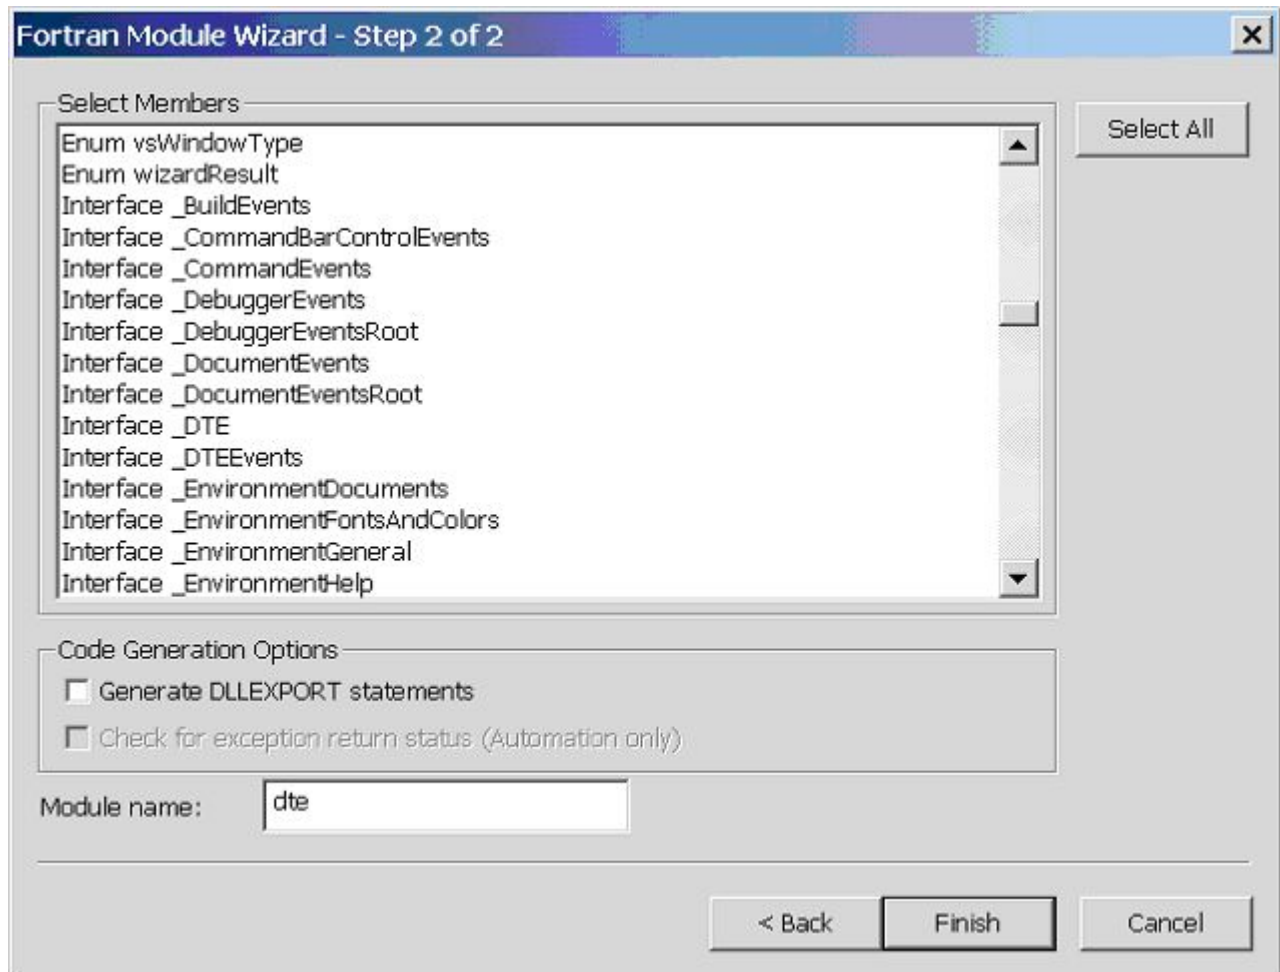 Fortran Module Wizard - Step 2 of 2
Select Members
Select All
Enum vsWindowType
Enum wizardResult
Interface _BuildEvents
Interface _CommandBarControlEvents
Interface _CommandEvents
Interface _DebuggerEvents
Interface _DebuggerEventsRoot
Interface _DocumentEvents
Interface _DocumentEventsRoot
Interface _DTE
Interface _DTEEvents
Interface _EnvironmentDocuments
Interface _EnvironmentFontsAndColors
Interface _EnvironmentGeneral
Interface _EnvironmentHelp
Code Generation Options
Generate DLLEXPORT statements
Check for exception return status (Automation only)
Module name: dte
< Back Finish Cancel